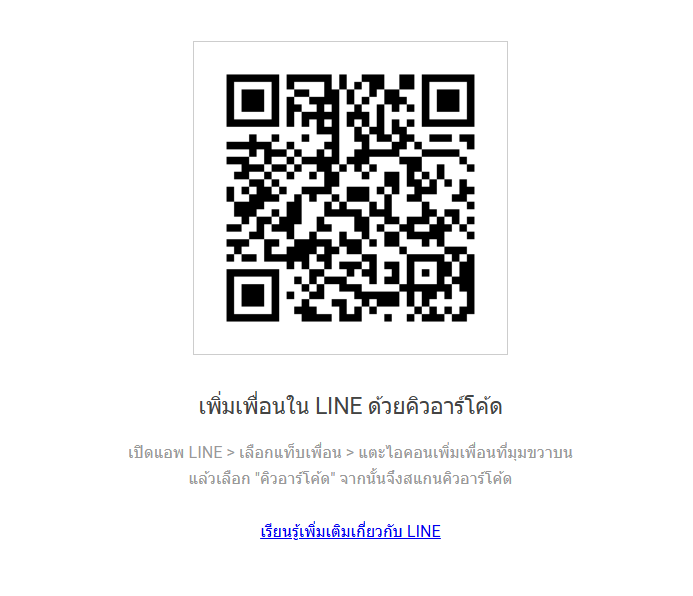 เพิ่มเพื่อนใน LINE ด้วยคิวอาร์โค้ด
เปิดแอพ LINE > เลือกแท็บเพื่อน > แตะไอคอนเพิ่มเพื่อนที่มุมขวาบน
แล้วเลือก "คิวอาร์โค้ด" จากนั้นจึงสแกนคิวอาร์โค้ด
เรียนรู้เพิ่มเติมเกี่ยวกับ LINE